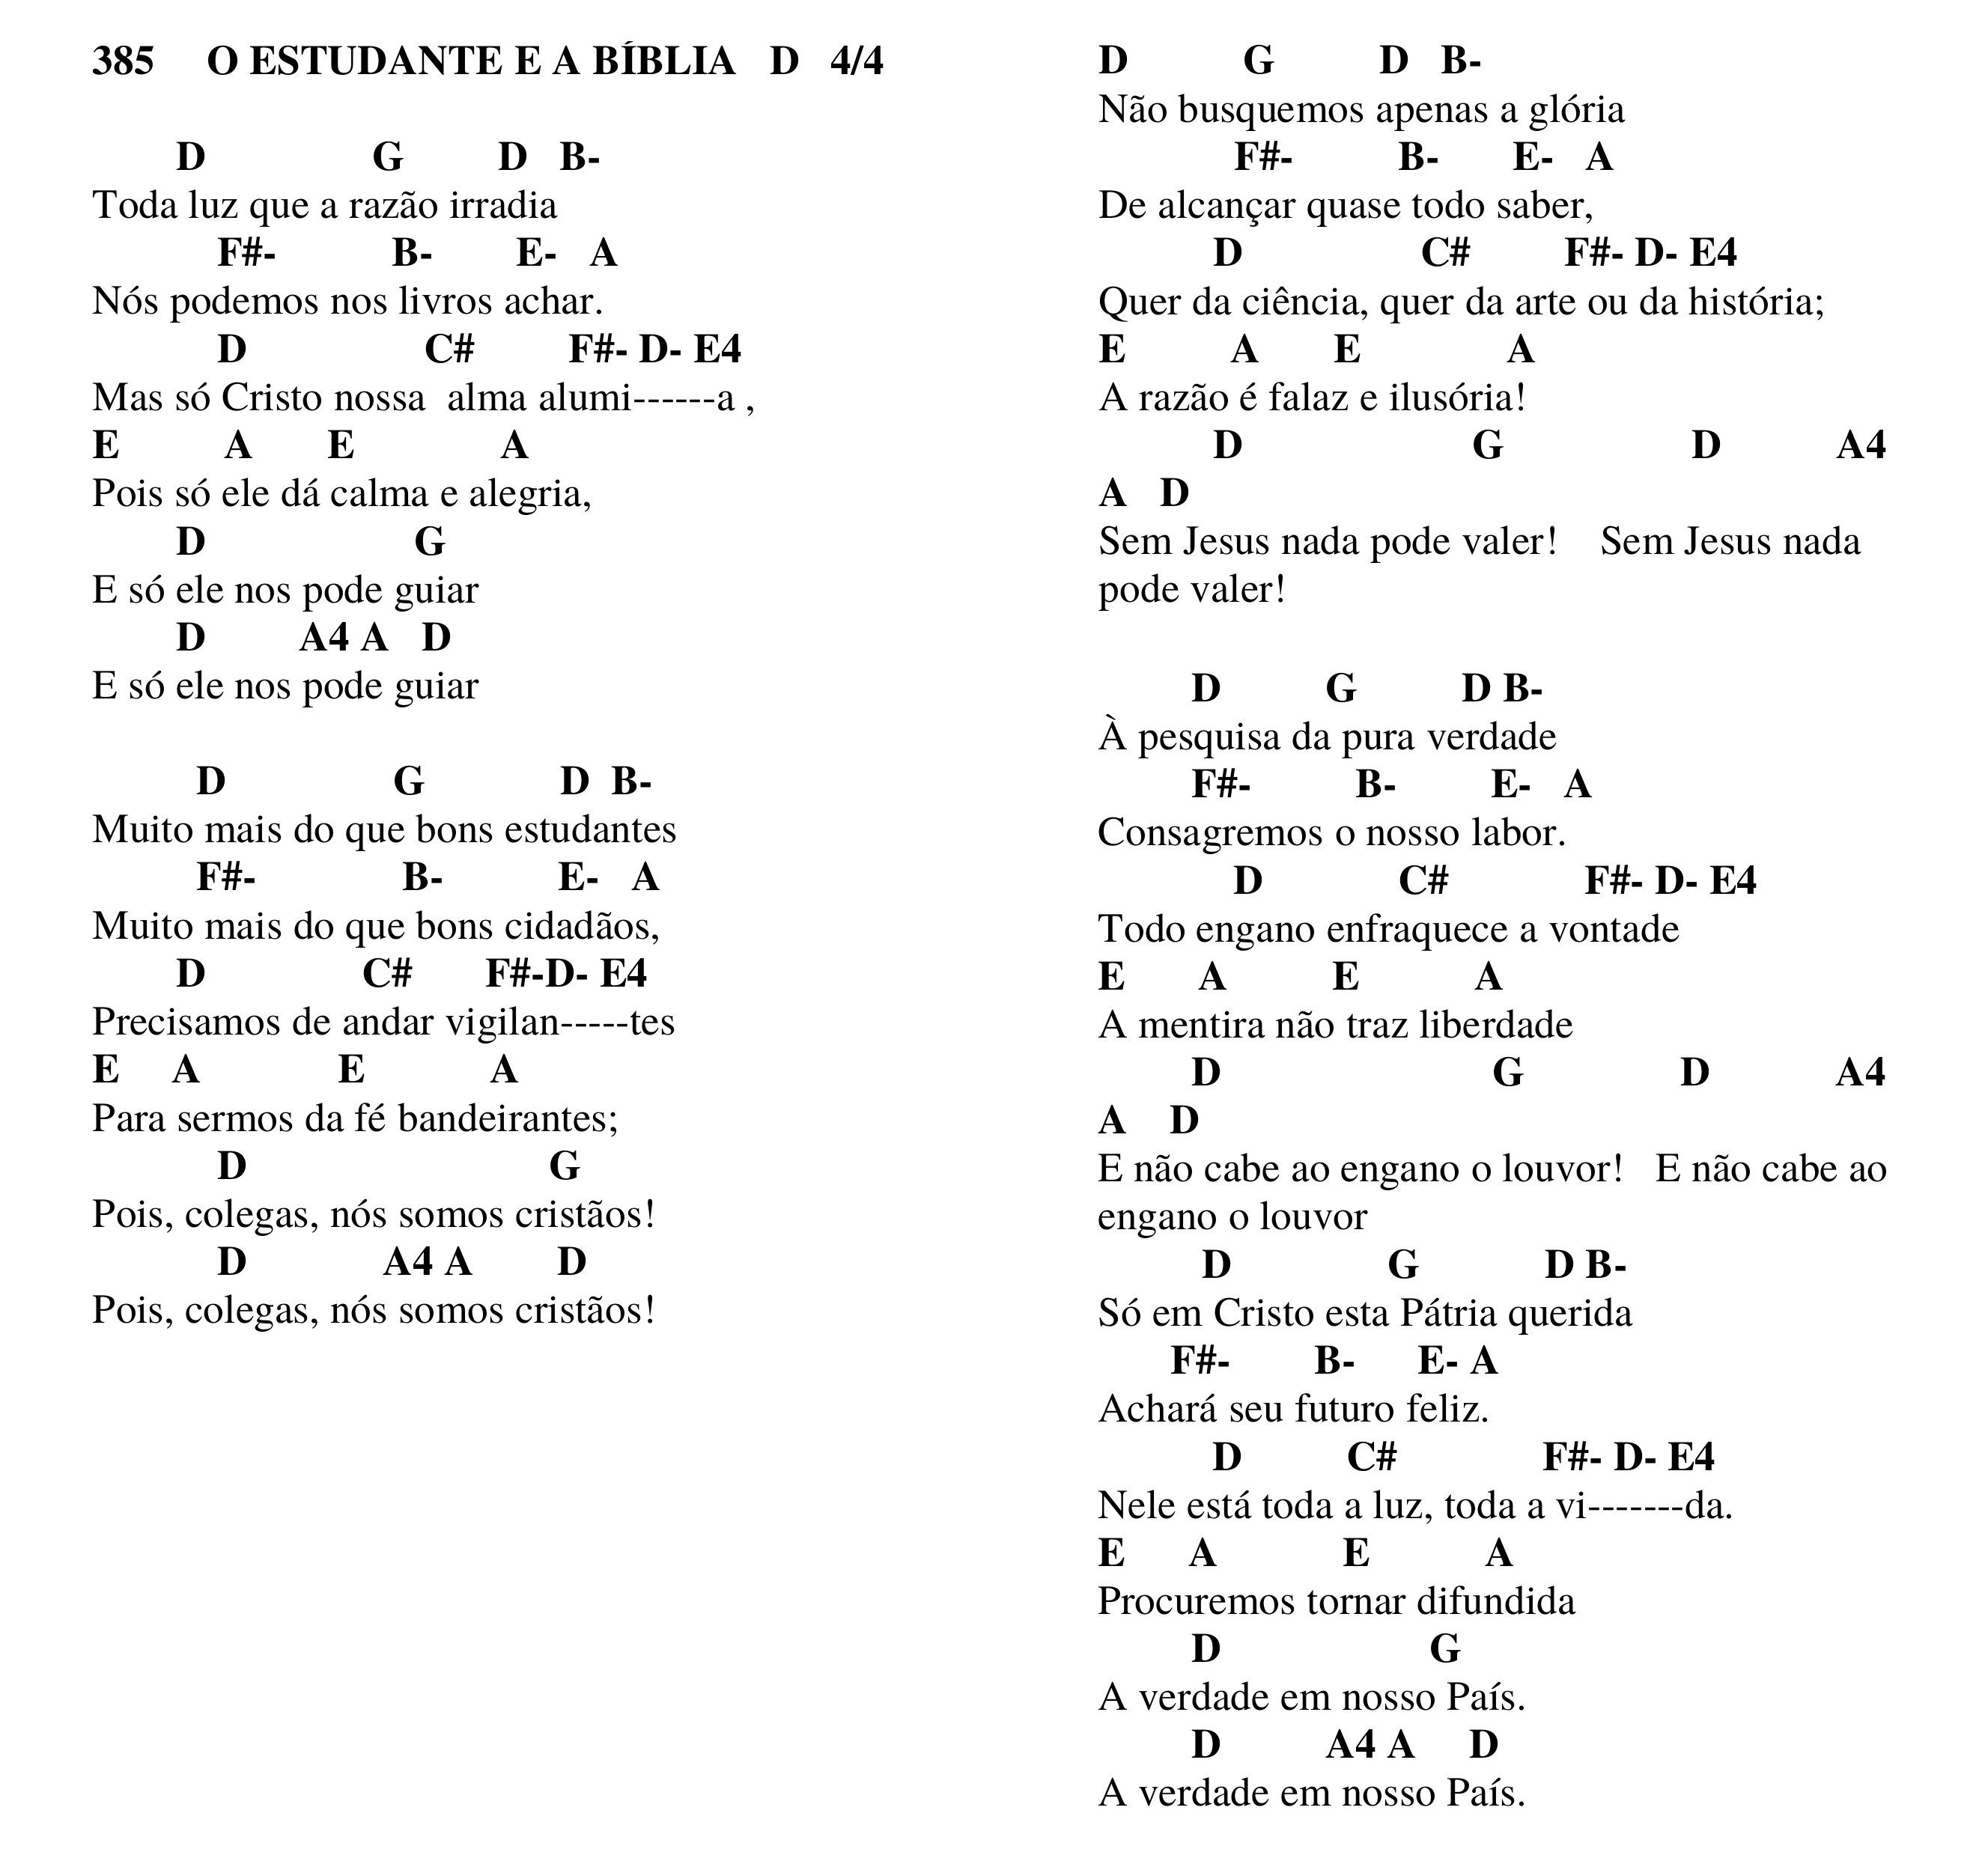 385 O ESTUDANTE E A BÍBLIA D 4/4
D G D B-
Toda luz que a razão irradia
F#- B- E- A
Nós podemos nos livros achar.
D C# F#- D- E4
Mas só Cristo nossa alma alumi------a ,
E A E A
Pois só ele dá calma e alegria,
D G
E só ele nos pode guiar
D A4 A D
E só ele nos pode guiar
D G D B-
Muito mais do que bons estudantes
F#- B- E- A
Muito mais do que bons cidadãos,
D C# F#-D- E4
Precisamos de andar vigilan-----tes
E A E A
Para sermos da fé bandeirantes;
D G
Pois, colegas, nós somos cristãos!
D A4 A D
Pois, colegas, nós somos cristãos!
D G D B-
Não busquemos apenas a glória
F#- B- E- A
De alcançar quase todo saber,
D C# F#- D- E4
Quer da ciência, quer da arte ou da história;
E A E A
A razão é falaz e ilusória!
D G D A4
A D
Sem Jesus nada pode valer! Sem Jesus nada
pode valer!
D G D B-
À pesquisa da pura verdade
F#- B- E- A
Consagremos o nosso labor.
D C# F#- D- E4
Todo engano enfraquece a vontade
E A E A
A mentira não traz liberdade
D G D A4
A D
E não cabe ao engano o louvor! E não cabe ao
engano o louvor
D G D B-
Só em Cristo esta Pátria querida
F#- B- E- A
Achará seu futuro feliz.
D C# F#- D- E4
Nele está toda a luz, toda a vi-------da.
E A E A
Procuremos tornar difundida
D G
A verdade em nosso País.
D A4 A D
A verdade em nosso País.